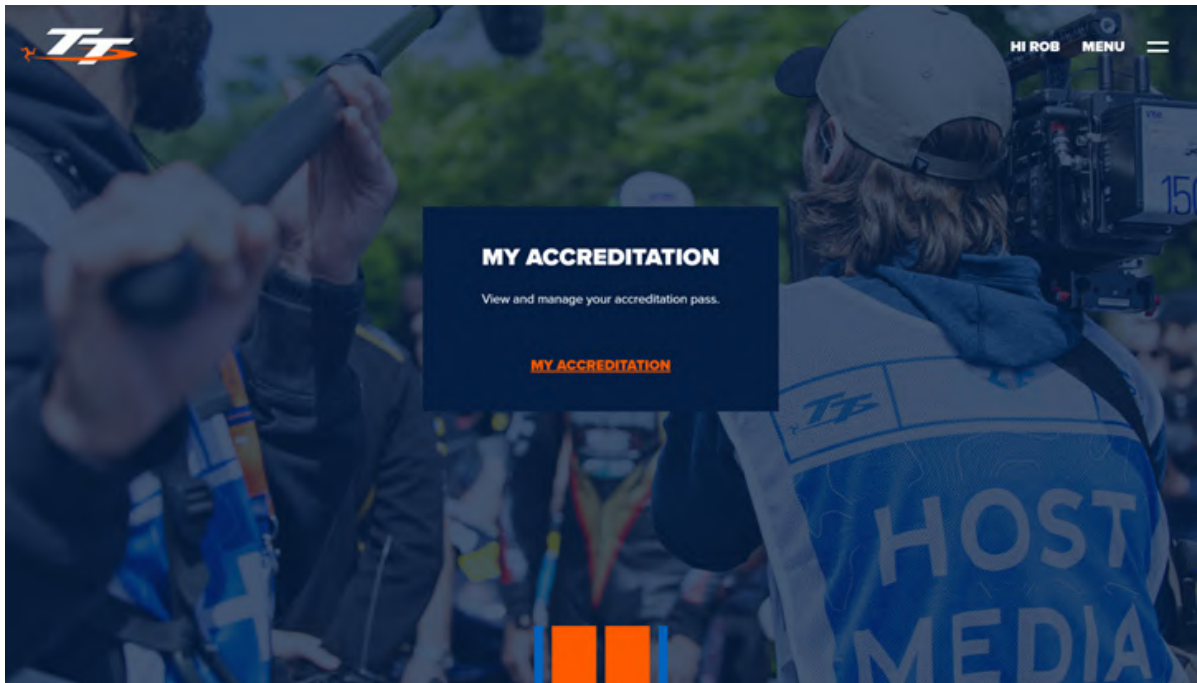 TT
HI ROB MENU
MY ACCREDITATION
View and manage your accreditation pass.
MY ACCREDITATION
TT
150
HOST
MEDIA